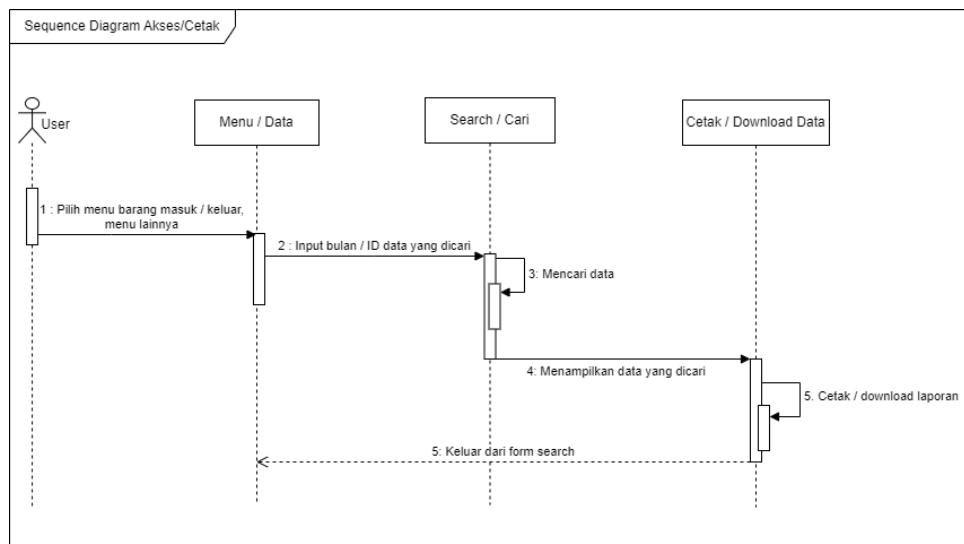 Sequence Diagram Akses/Cetak
User
Menu / Data
Search / Cari
Cetak / Download Data
1 : Pilih menu barang masuk / keluar,
menu lainnya
2 : Input bulan / ID data yang dicari
3: Mencari data
4: Menampilkan data yang dicari
5. Cetak / download laporan
5: Keluar dari form search